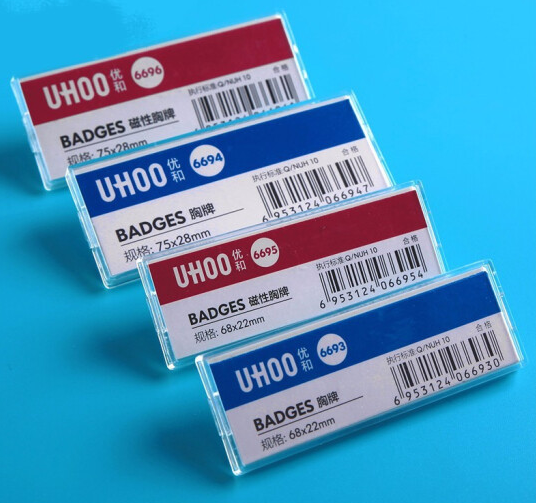 UHOO 优和 6696
执行标准:Q/NUH 10 合格
BADGES 磁性胸牌
规格: 75x28mm
UHOO 优和 6694
执行标准:Q/NUH 10 合格
BADGES 胸牌
规格: 75x28mm
6 953124 066947
UHOO 优和 6695
执行标准:Q/NUH 10 合格
BADGES 磁性胸牌
规格: 68x22mm
6 953124 066954
UHOO 优和 6693
执行标准:Q/NUH 10 合格
BADGES 胸牌
规格: 68x22mm
6 953124 066930